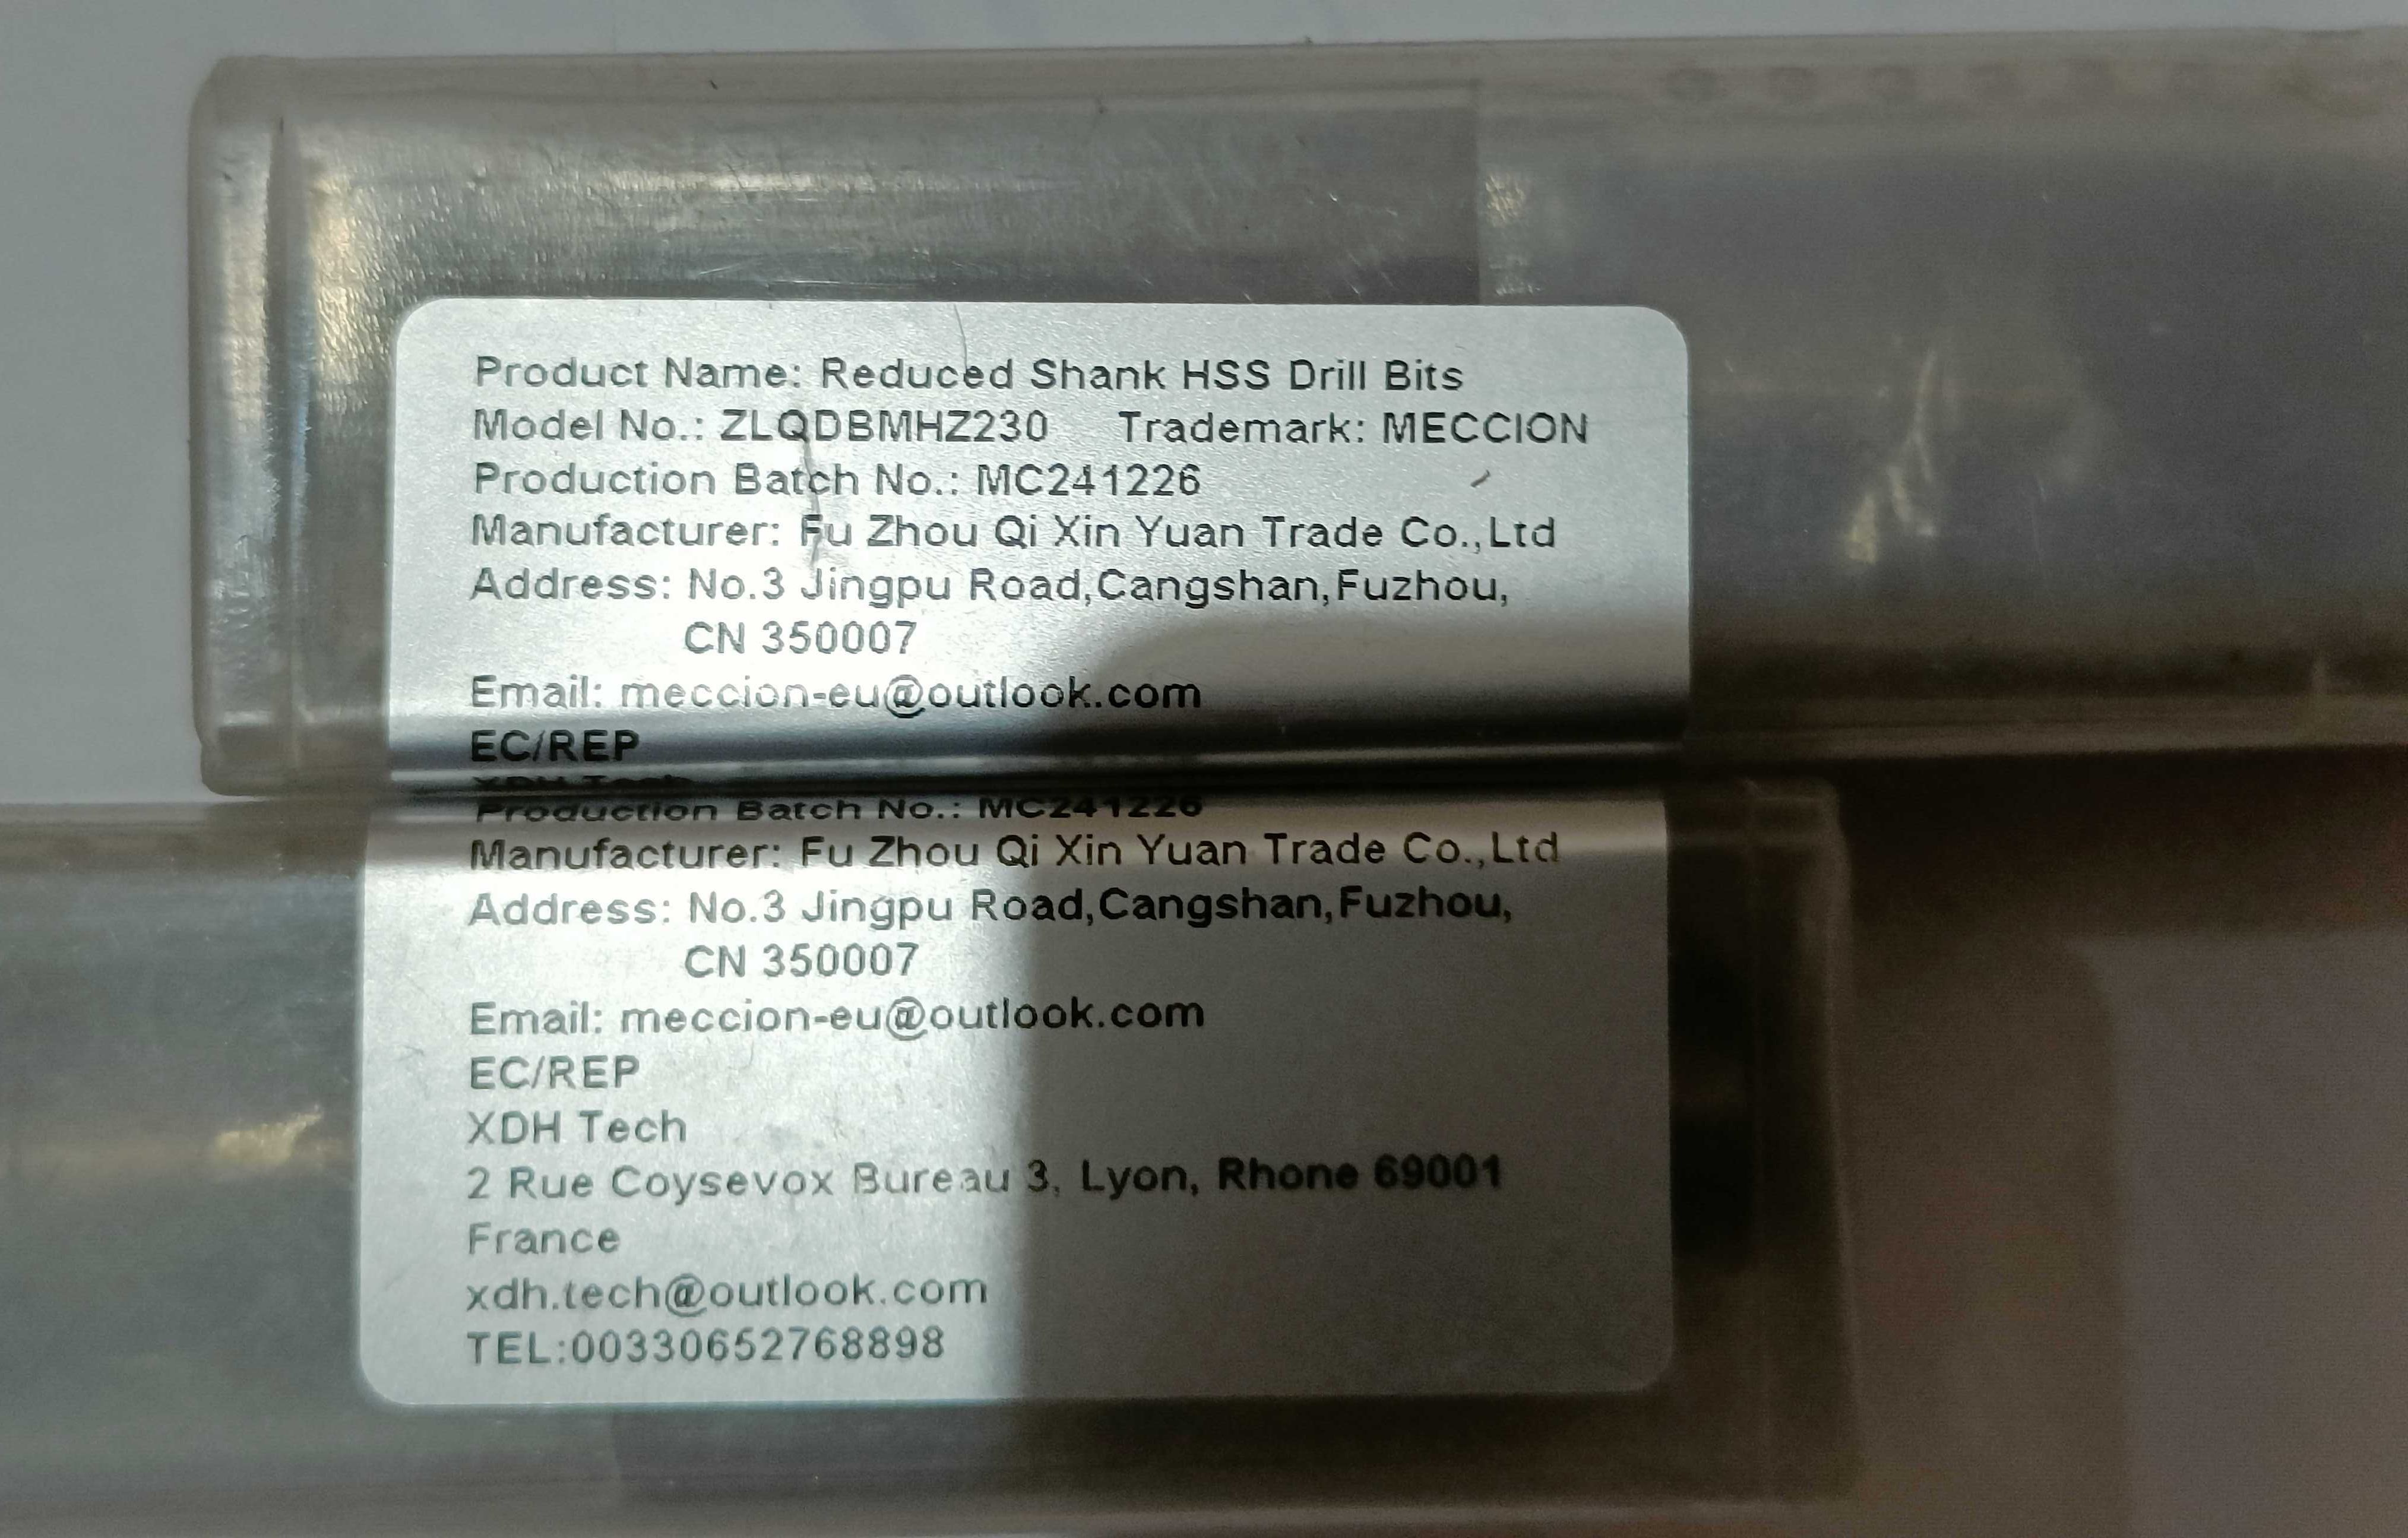 Product Name: Reduced Shank HSS Drill Bits
Model No.: ZLQDBMHZ230 Trademark: MECCION
Production Batch No.: MC241226
Manufacturer: Fu Zhou Qi Xin Yuan Trade Co.,Ltd
Address: No.3 Jingpu Road,Cangshan,Fuzhou,
CN 350007
Email: meccion-eu@outlook.com
EC/REP
XDH Tech
Production Batch No.: MC241226
Manufacturer: Fu Zhou Qi Xin Yuan Trade Co.,Ltd
Address: No.3 Jingpu Road,Cangshan,Fuzhou,
CN 350007
Email: meccion-eu@outlook.com
EC/REP
XDH Tech
2 Rue Coysevox Bureau 3, Lyon, Rhone 69001
France
xdh.tech@outlook.com
TEL:00330652768898